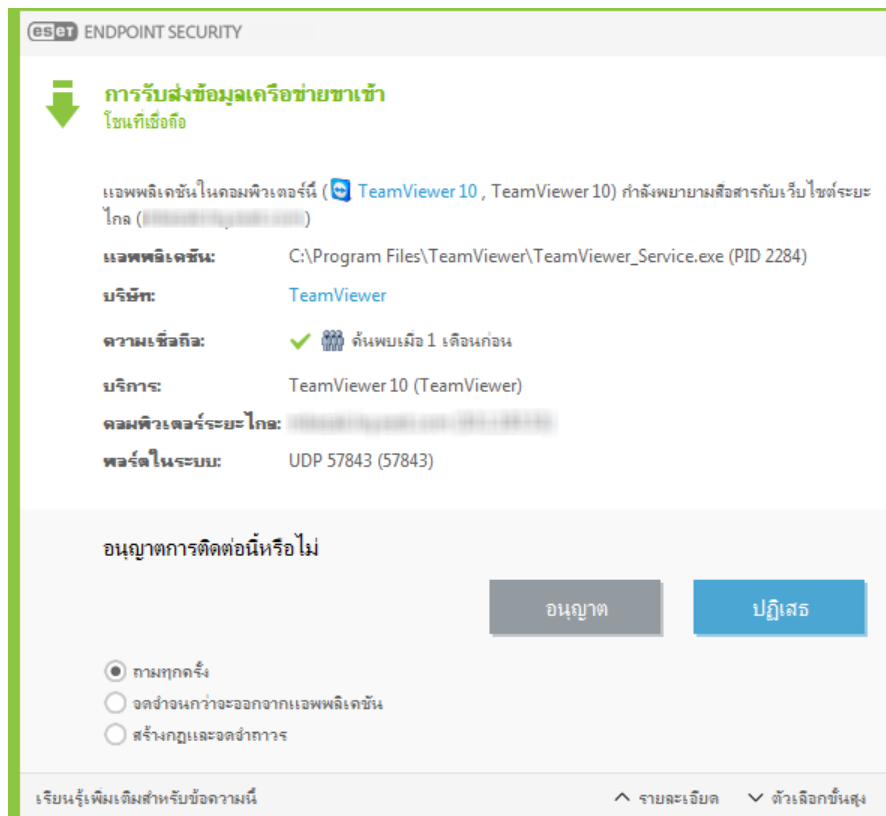 eset ENDPOINT SECURITY
การรับส่งข้อมูลเครือข่ายขาเข้า
โซนที่เชื่อถือ
แอพพลิเคชันในคอมพิวเตอร์นี้ ( TeamViewer 10 , TeamViewer 10) กำลังพยายามสื่อสารกับเว็บไซต์ระยะ
ไกล ( )
แอพพลิเคชัน: C:\Program Files\TeamViewer\TeamViewer_Service.exe (PID 2284)
บริษัท: TeamViewer
ความเชื่อถือ: ค้นพบเมื่อ 1 เดือนก่อน
บริการ: TeamViewer 10 (TeamViewer)
คอมพิวเตอร์ระยะไกล:
พอร์ตในระบบ: UDP 57843 (57843)
อนุญาตการติดต่อนี้หรือไม่
อนุญาต ปฏิเสธ
ถามทุกครั้ง
จดจำจนกว่าจะออกจากแอพพลิเคชัน
สร้างกฎและจดจำถาวร
เรียนรู้เพิ่มเติมสำหรับข้อความนี้ รายละเอียด ตัวเลือกขั้นสูง